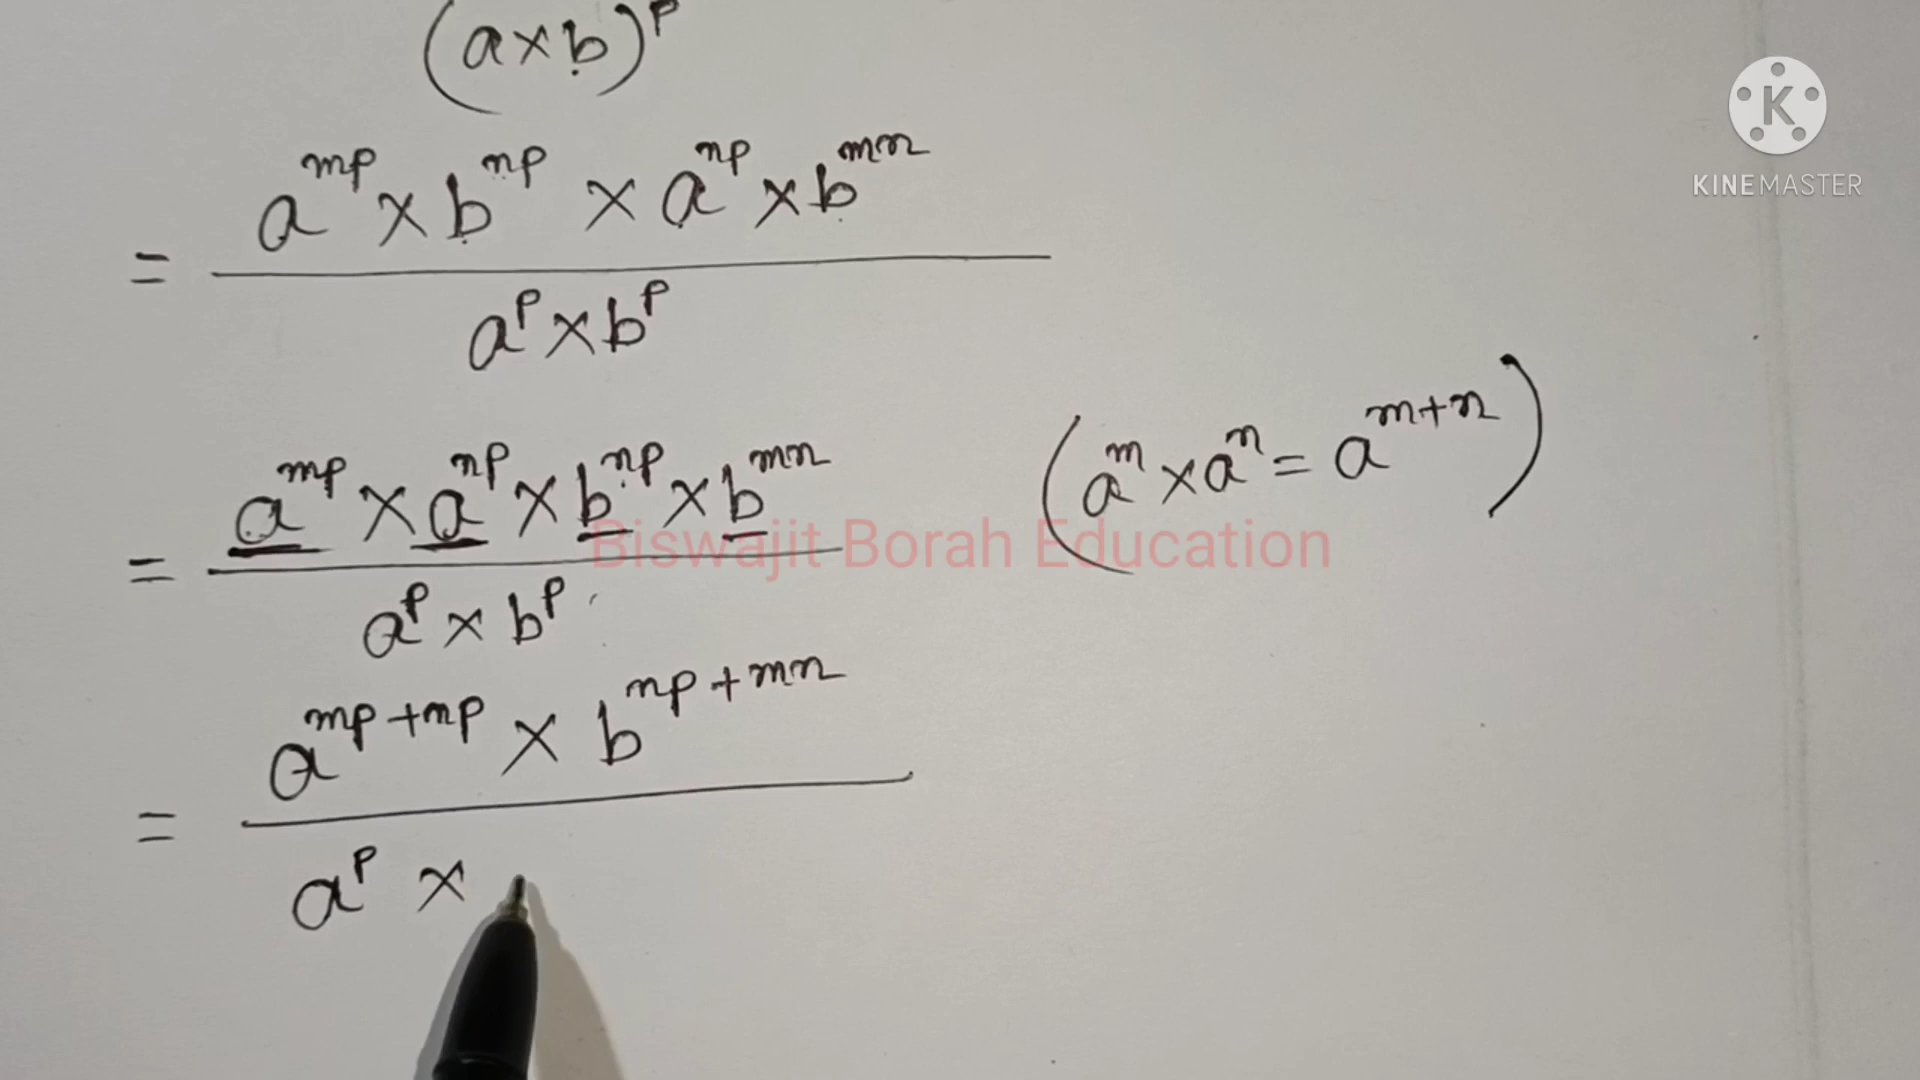 (a×b)^p
= a^mp × b^np × a^np × b^mn
a^p × b^p
= a^mp × a^np × b^np × b^mn
a^p × b^p
(a^m × a^n = a^m+n)
= a^mp+np × b^np+mn
a^p ×
KINEMASTER
Biswajit Borah Education